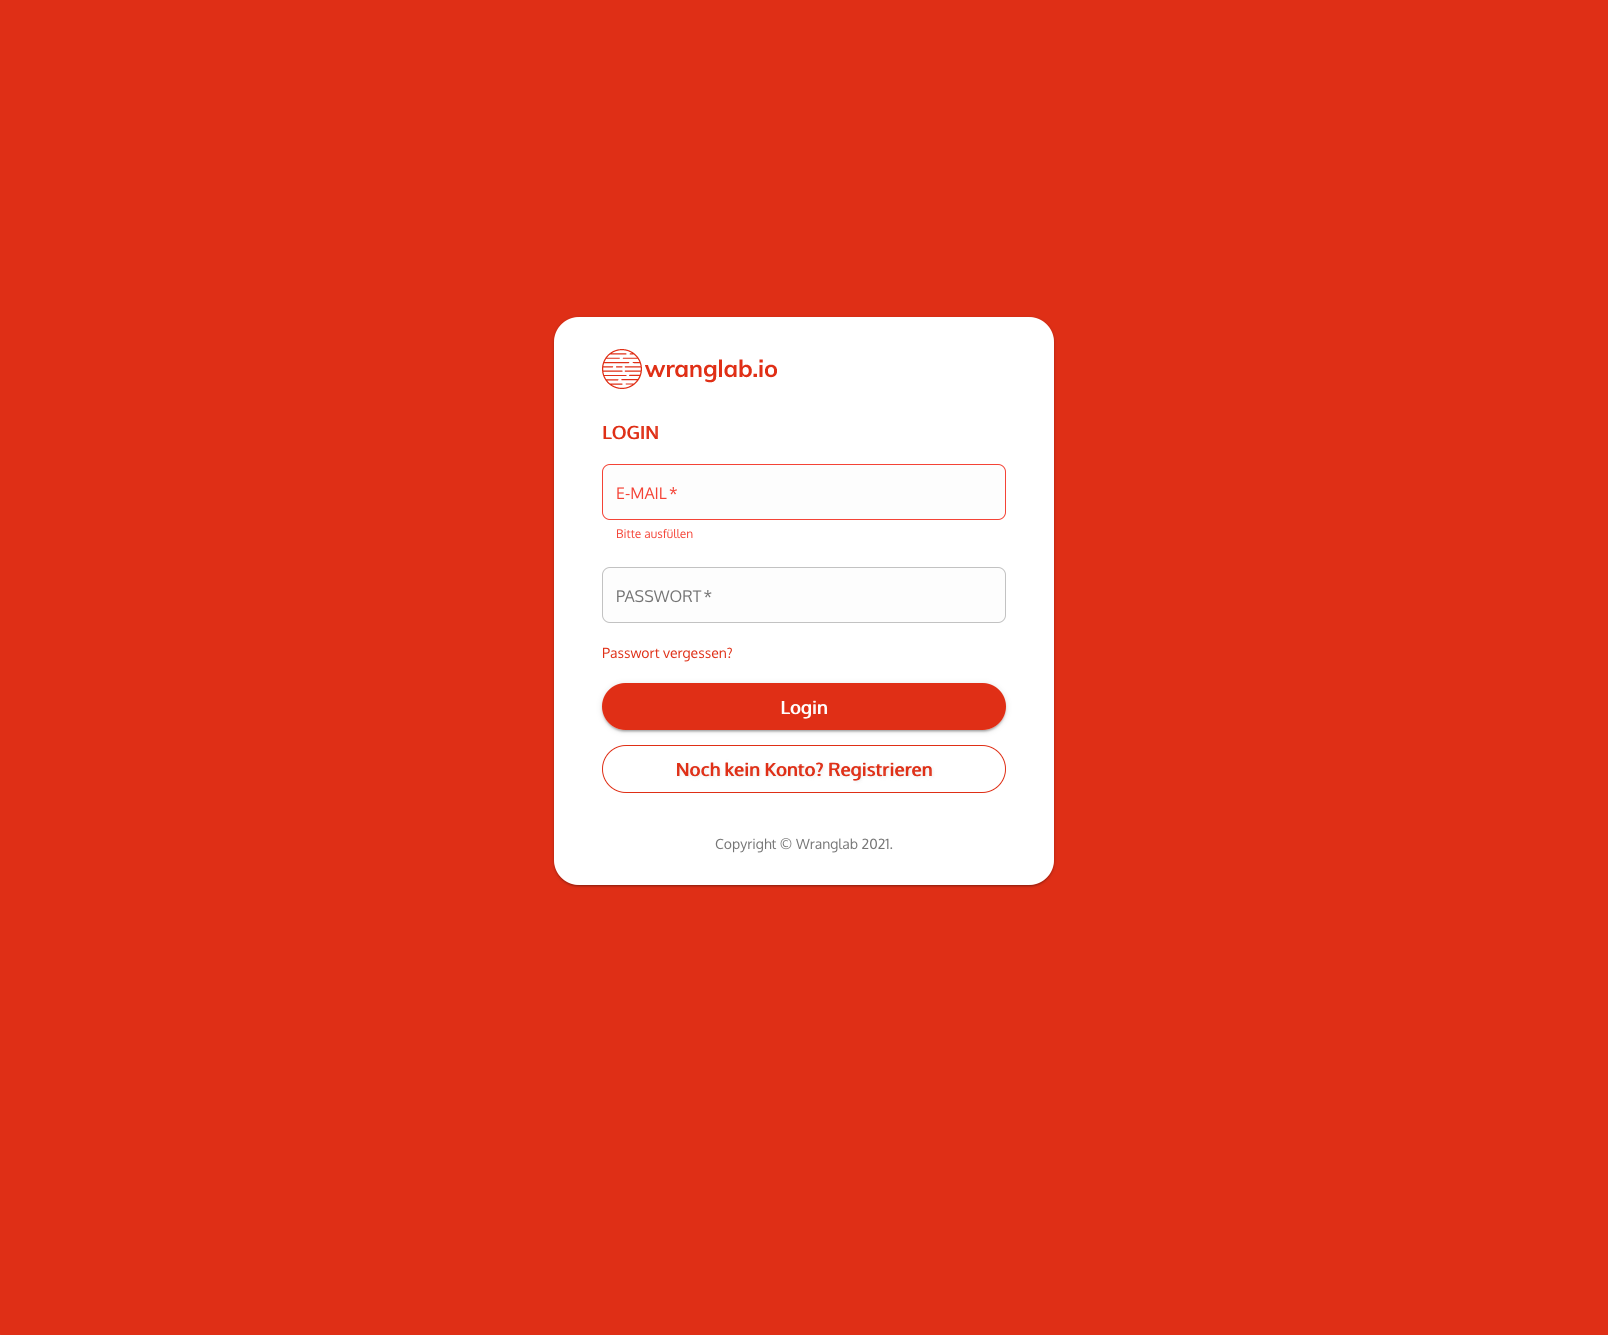 wranglab.io
LOGIN
E-MAIL *
Bitte ausfüllen
PASSWORT *
Passwort vergessen?
Login
Noch kein Konto? Registrieren
Copyright © Wranglab 2021.